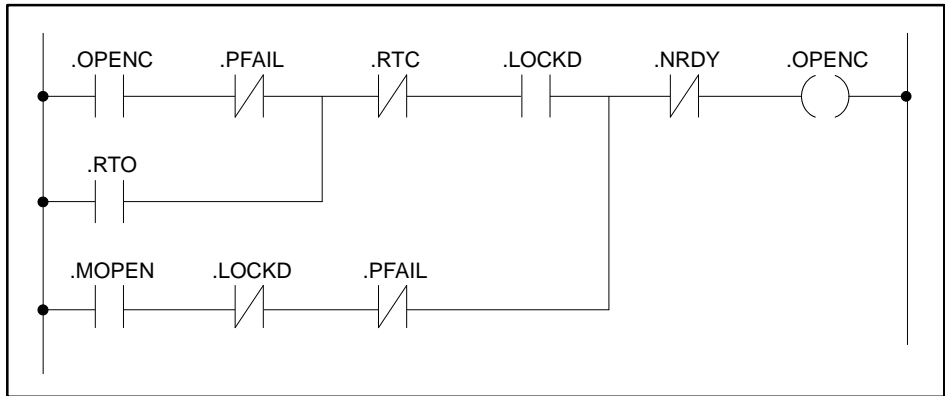 .OPENC .PFAIL .RTC .LOCKD .NRDY .OPENC
.RTO
.MOPEN .LOCKD .PFAIL